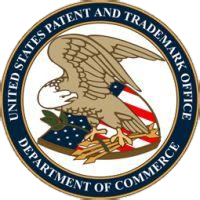 UNITED STATES PATENT AND TRADEMARK OFFICE
DEPARTMENT OF COMMERCE